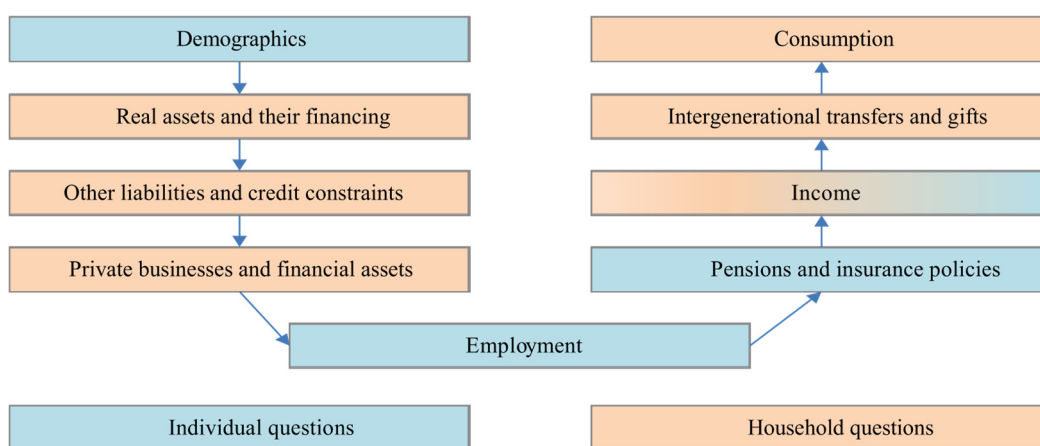 Demographics
Real assets and their financing
Other liabilities and credit constraints
Private businesses and financial assets
Employment
Pensions and insurance policies
Income
Intergenerational transfers and gifts
Consumption
Individual questions
Household questions